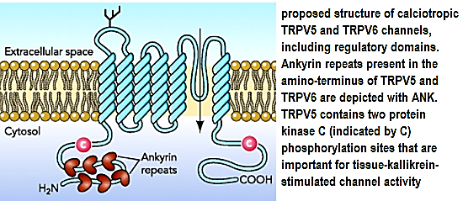 Extracellular space
Cytosol
C
C
Ankyrin
repeats
H₂N
COOH
proposed structure of calciotropic
TRPV5 and TRPV6 channels,
including regulatory domains.
Ankyrin repeats present in the
amino-terminus of TRPV5 and
TRPV6 are depicted with ANK.
TRPV5 contains two protein
kinase C (indicated by C)
phosphorylation sites that are
important for tissue-kallikrein-
stimulated channel activity